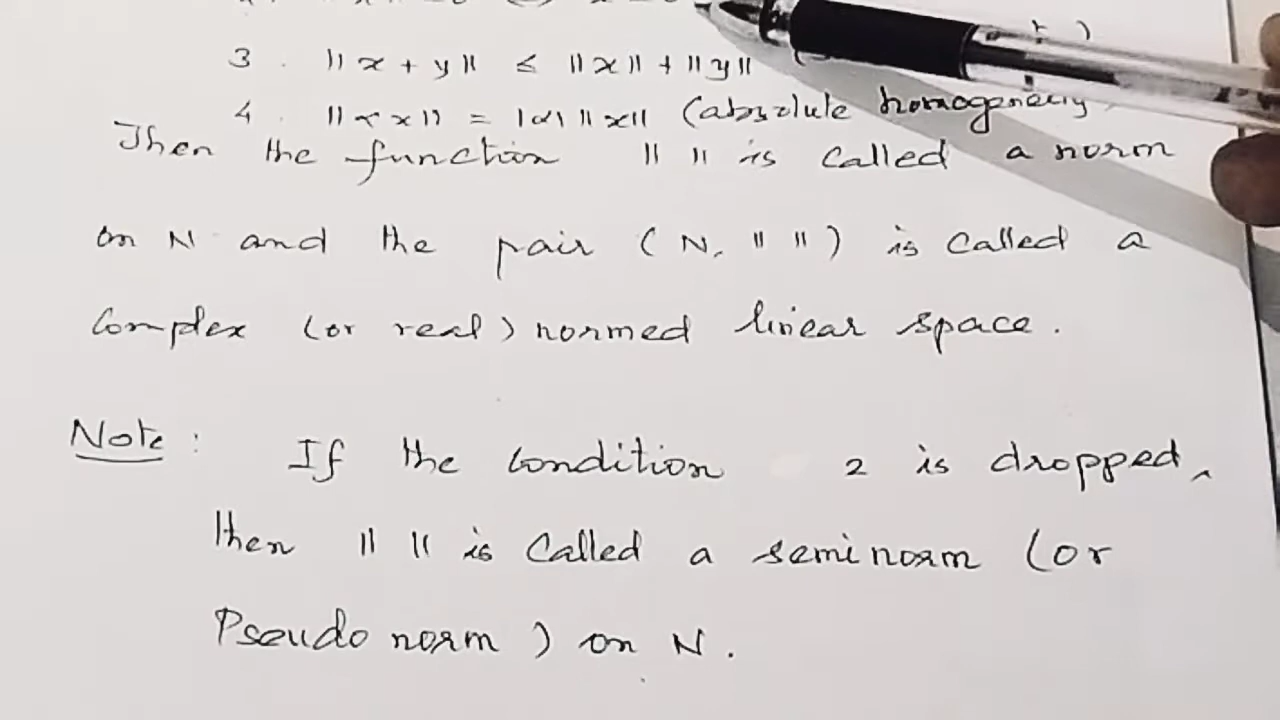 3. ||x + y|| ≤ ||x|| + ||y|| (
4. ||αx|| = |α| ||x|| (absolute homogeneity
Then the function || || is called a norm
on N and the pair (N, || ||) is called a
complex (or real) normed linear space.
Note: If the condition 2 is dropped,
then || || is called a seminorm (or
Pseudo norm) on N.